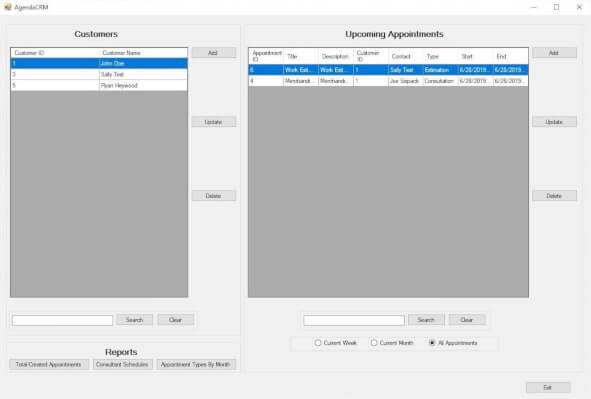 AgendaCRM
Customers
Upcoming Appointments
Customer ID Customer Name
1 John Doe
3 Sally Test
5 Ryan Heywood
Add
Update
Delete
Appointment ID Title Description Customer ID Contact Type Start End
6 Work Est... Work Est... 1 Sally Test Estimation 6/28/2019... 6/28/2019...
4 Merchand... Merchand... 1 Joe Sixpack Consultation 6/28/2019... 6/28/2019...
Add
Update
Delete
Search Clear
Search Clear
Current Week Current Month All Appointments
Reports
Total Created Appointments Consultant Schedules Appointment Types By Month
Exit